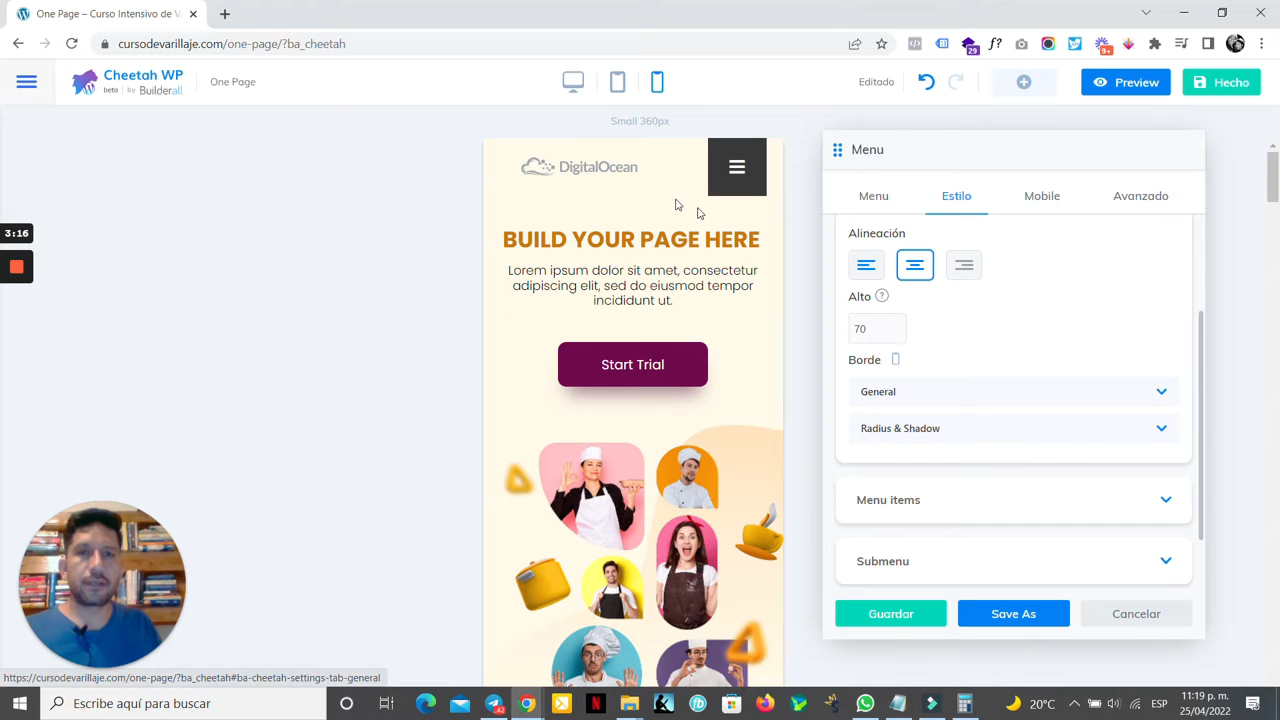 One Page – Curso Intensivo de V
cursodevarillaje.com/one-page/?ba_cheetah
29
f?
9+
Cheetah WP
beta | by Builderall
One Page
Editado
Preview
Hecho
Small 360px
DigitalOcean
BUILD YOUR PAGE HERE
Lorem ipsum dolor sit amet, consectetur
adipiscing elit, sed do eiusmod tempor
incididunt ut.
Start Trial
3:16
Menu
Menu
Estilo
Mobile
Avanzado
Alineación
Alto ?
70
Borde
General
Radius & Shadow
Menu items
Submenu
Guardar
Save As
Cancelar
https://cursodevarillaje.com/one-page/?ba_cheetah#ba-cheetah-settings-tab-general
Escribe aquí para buscar
42
N
20°C
ESP
11:19 p. m.
25/04/2022